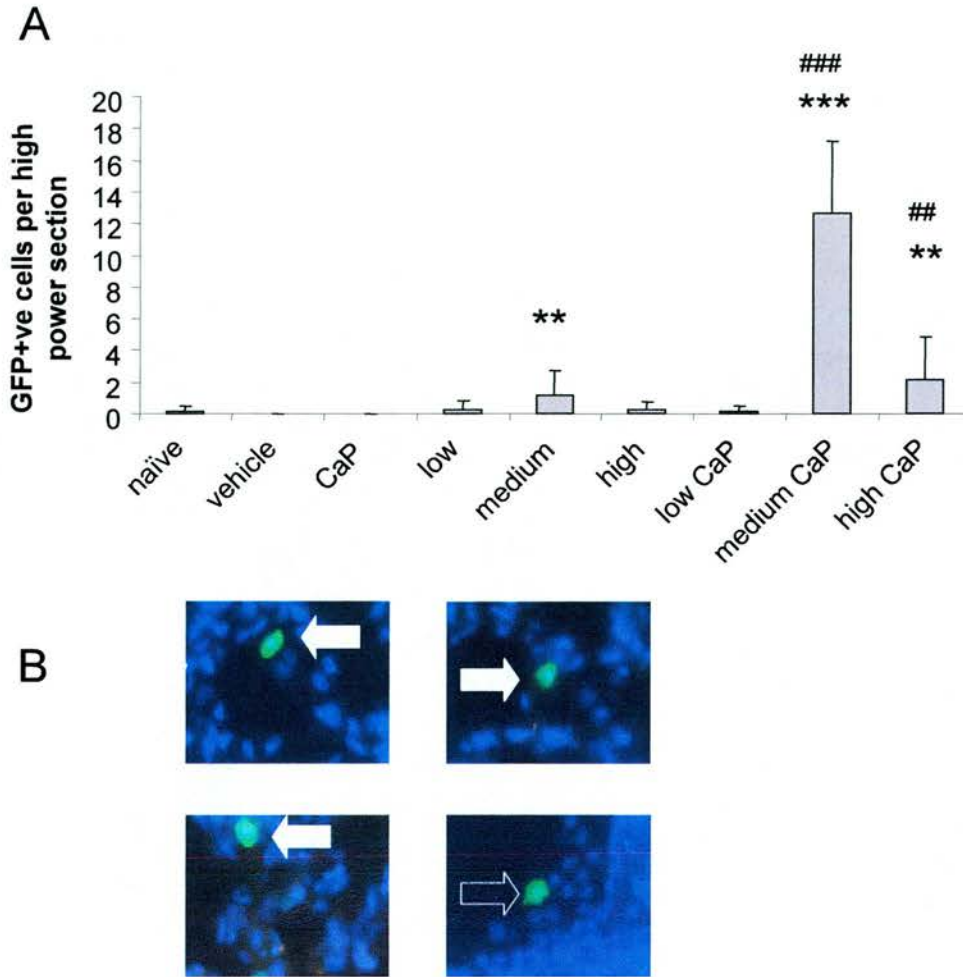 A
###
***
##
**
**
GFP+ve cells per high
power section
20
18
16
14
12
10
8
6
4
2
0
naïve
vehicle
CaP
low
medium
high
low CaP
medium CaP
high CaP
B